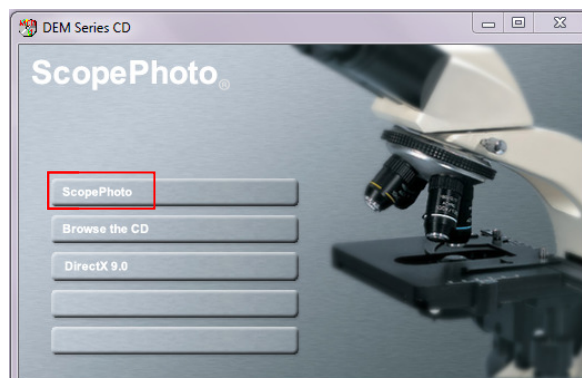 DEM Series CD
ScopePhoto®
ScopePhoto
Browse the CD
DirectX 9.0